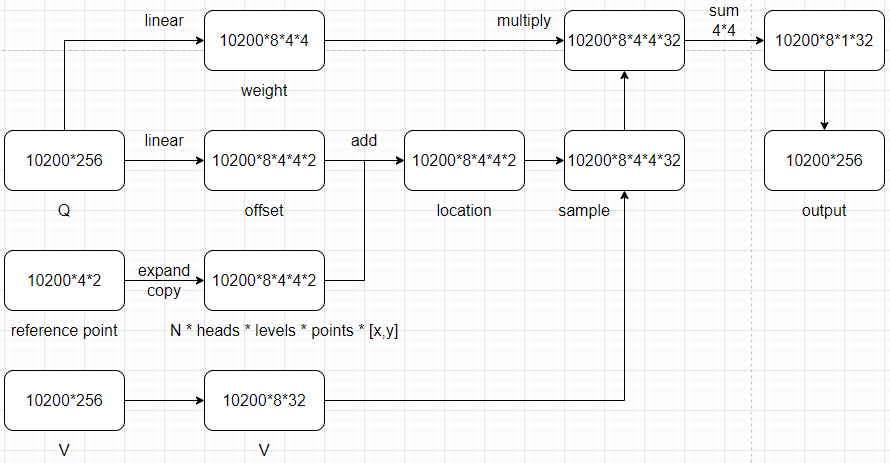 linear
10200*8*4*4
weight
multiply
10200*8*4*4*32
sum
4*4
10200*8*1*32
10200*256
Q
linear
10200*8*4*4*2
offset
add
10200*8*4*4*2
location
10200*8*4*4*32
sample
10200*256
output
10200*4*2
reference point
expand
copy
10200*8*4*4*2
N * heads * levels * points * [x,y]
10200*256
V
10200*8*32
V